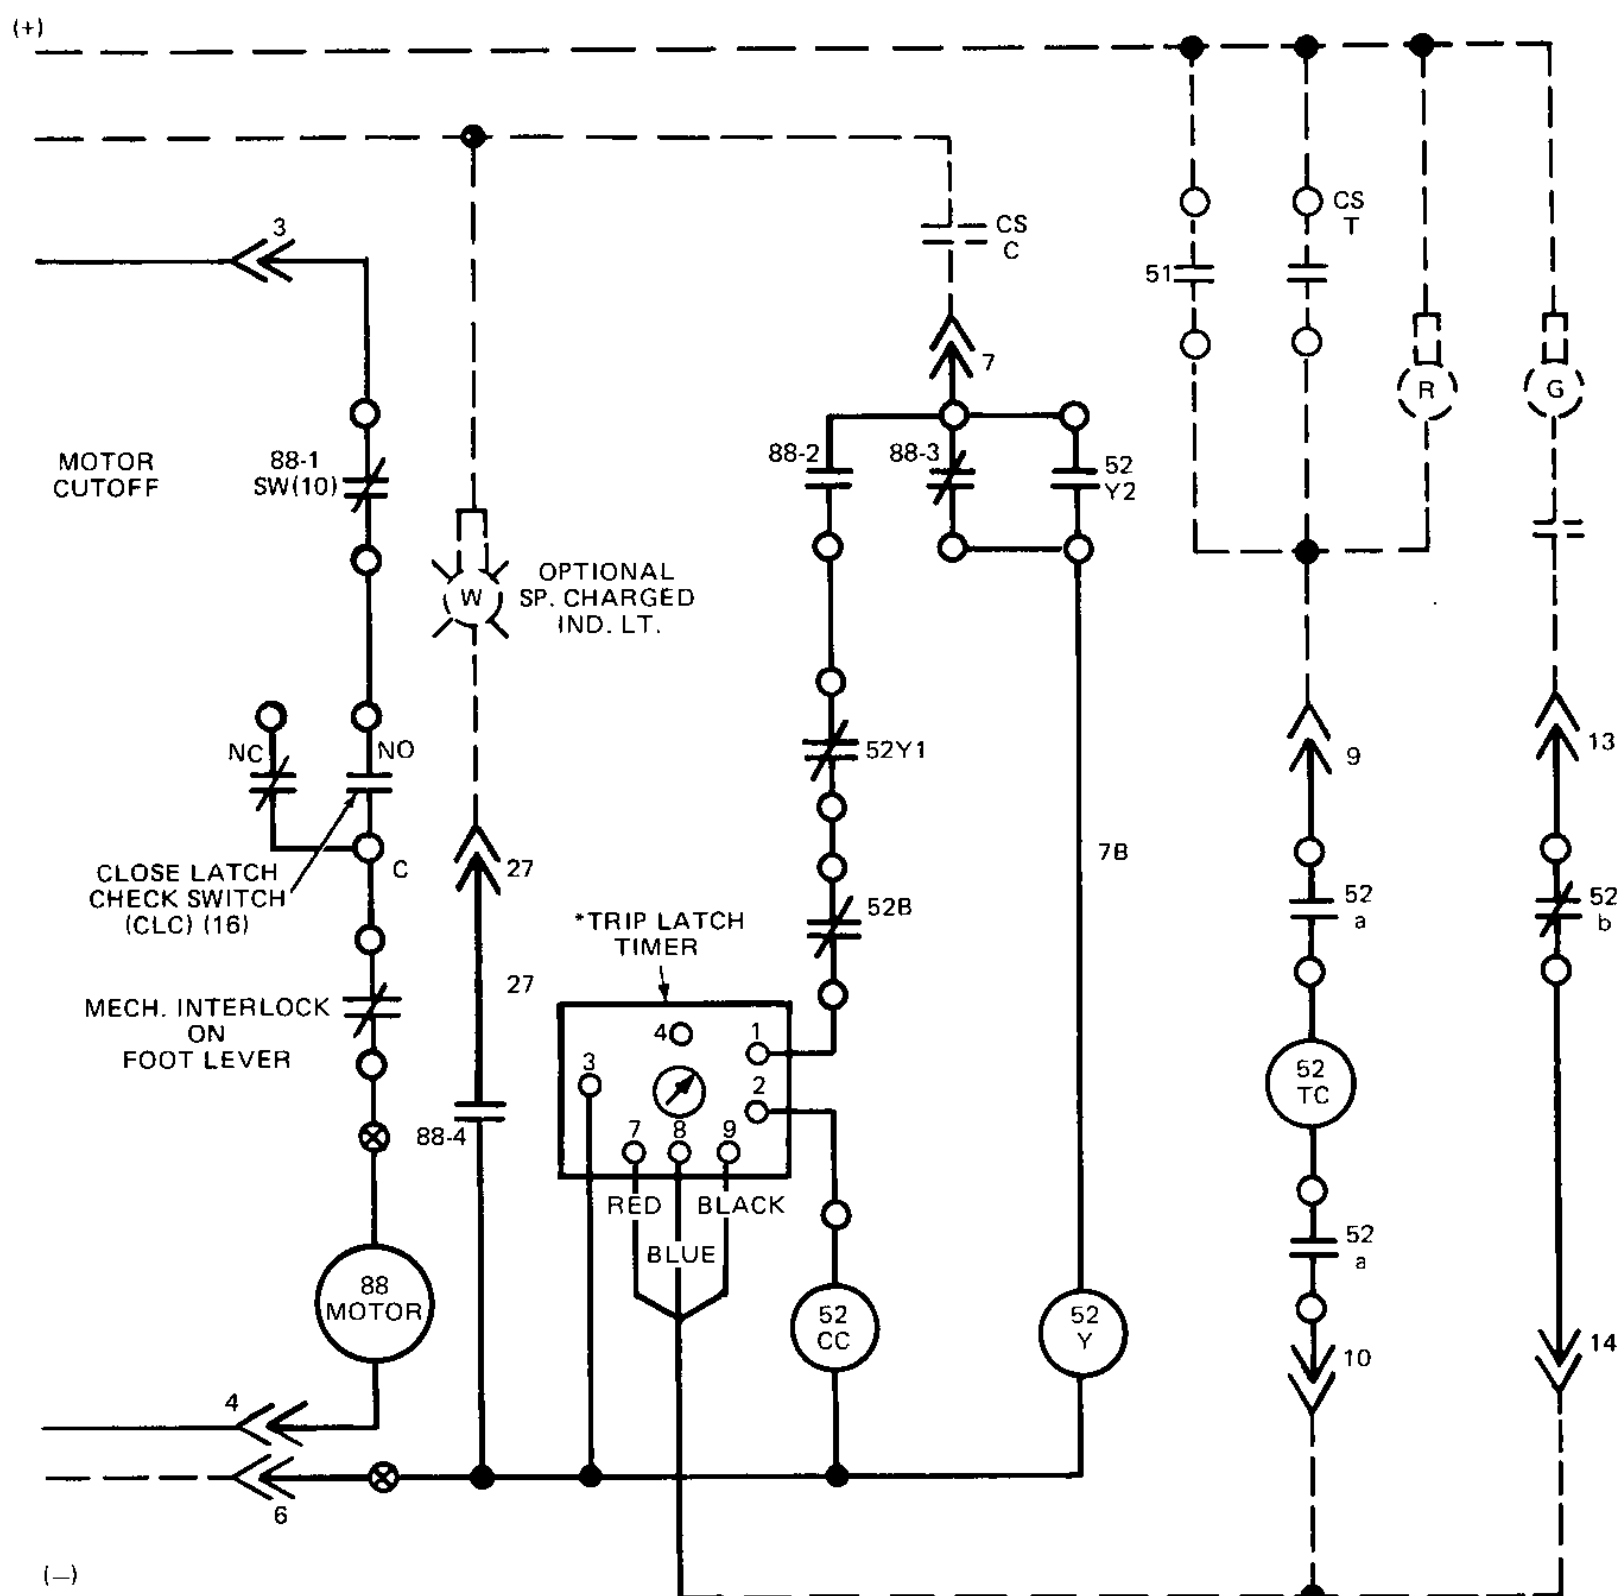 (+)
3
CS
C
CS
T
51
7
R
G
MOTOR
CUTOFF
88-1
SW(10)
88-2
88-3
52
Y2
W
OPTIONAL
SP. CHARGED
IND. LT.
NC
NO
52Y1
9
13
CLOSE LATCH
CHECK SWITCH
(CLC) (16)
C
27
7B
52
a
52
b
52B
*TRIP LATCH
TIMER
27
MECH. INTERLOCK
ON
FOOT LEVER
4
1
3
2
7
8
9
52
TC
88-4
RED
BLACK
BLUE
52
a
88
MOTOR
52
CC
52
Y
10
14
4
6
(—)